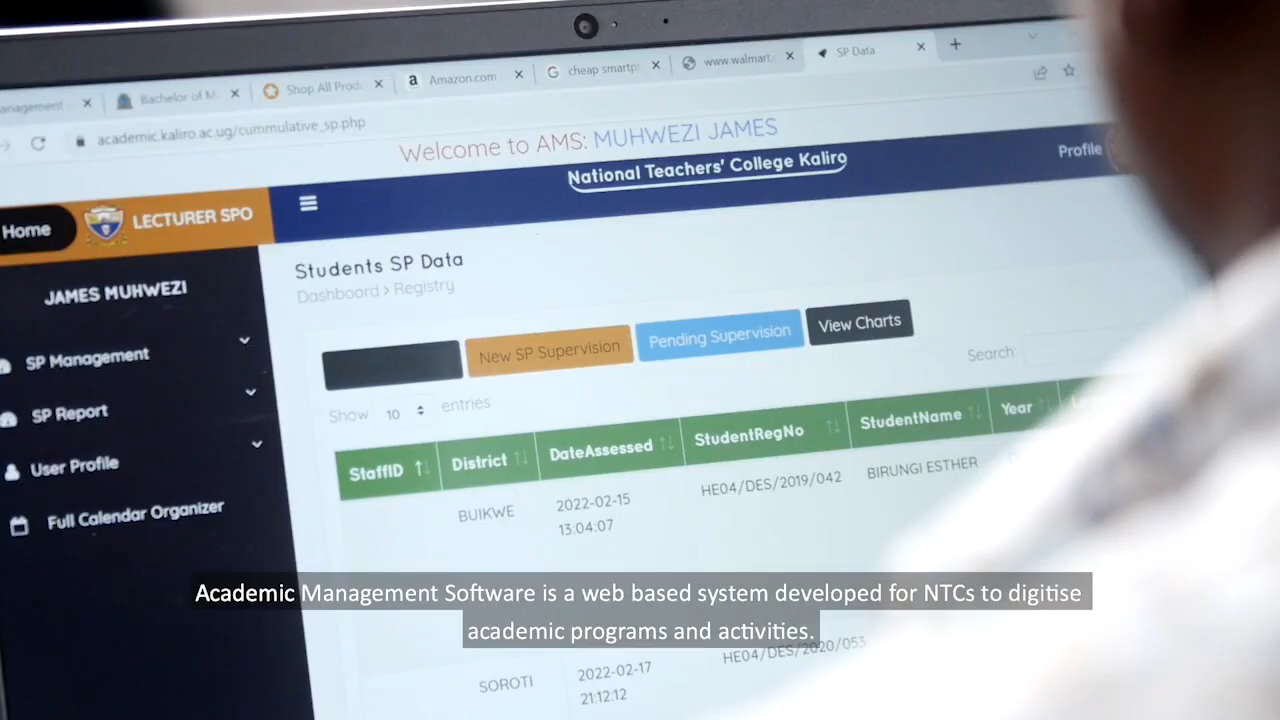 anagement
Bachelor of M
Shop All Prod
Amazon.com
cheap smartp
www.walmart.
SP Data
academic.kaliro.ac.ug/cummulative_sp.php
Welcome to AMS: MUHWEZI JAMES
National Teachers' College Kaliro
Profile
Home
LECTURER SPO
JAMES MUHWEZI
SP Management
SP Report
User Profile
Full Calendar Organizer
Students SP Data
Dashboard > Registry
New SP Supervision
Pending Supervision
View Charts
Show 10 entries
Search:
StaffID District DateAssessed StudentRegNo StudentName Year
BUIKWE 2022-02-15 HE04/DES/2019/042 BIRUNGI ESTHER
13:04:07
Academic Management Software is a web based system developed for NTCs to digitise
academic programs and activities.
SOROTI 2022-02-17 HE04/DES/2020/053
21:12:12